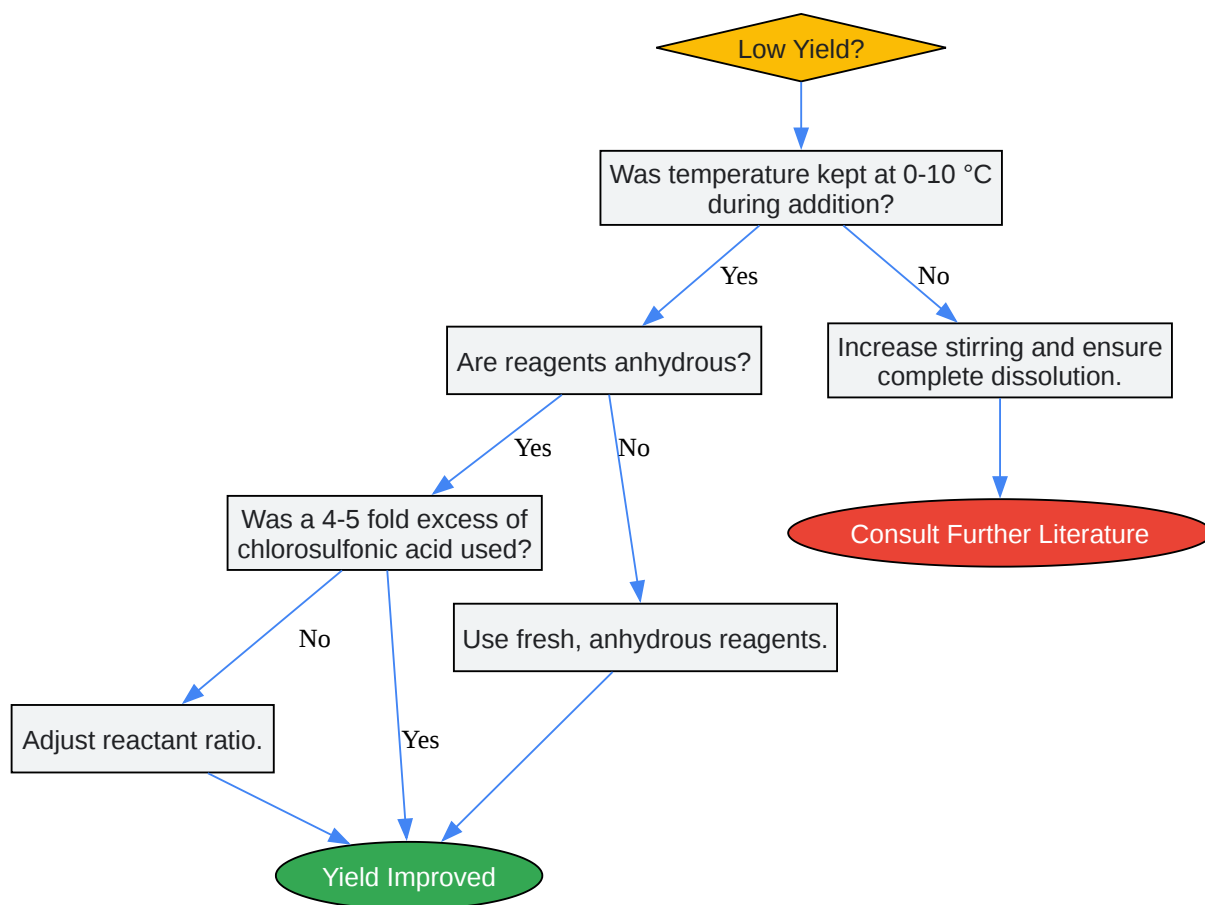 Low Yield?
Was temperature kept at 0-10 °C
during addition?
Yes
No
Are reagents anhydrous?
Increase stirring and ensure
complete dissolution.
Yes
No
Was a 4-5 fold excess of
chlorosulfonic acid used?
Consult Further Literature
No
Use fresh, anhydrous reagents.
Adjust reactant ratio.
Yes
Yield Improved